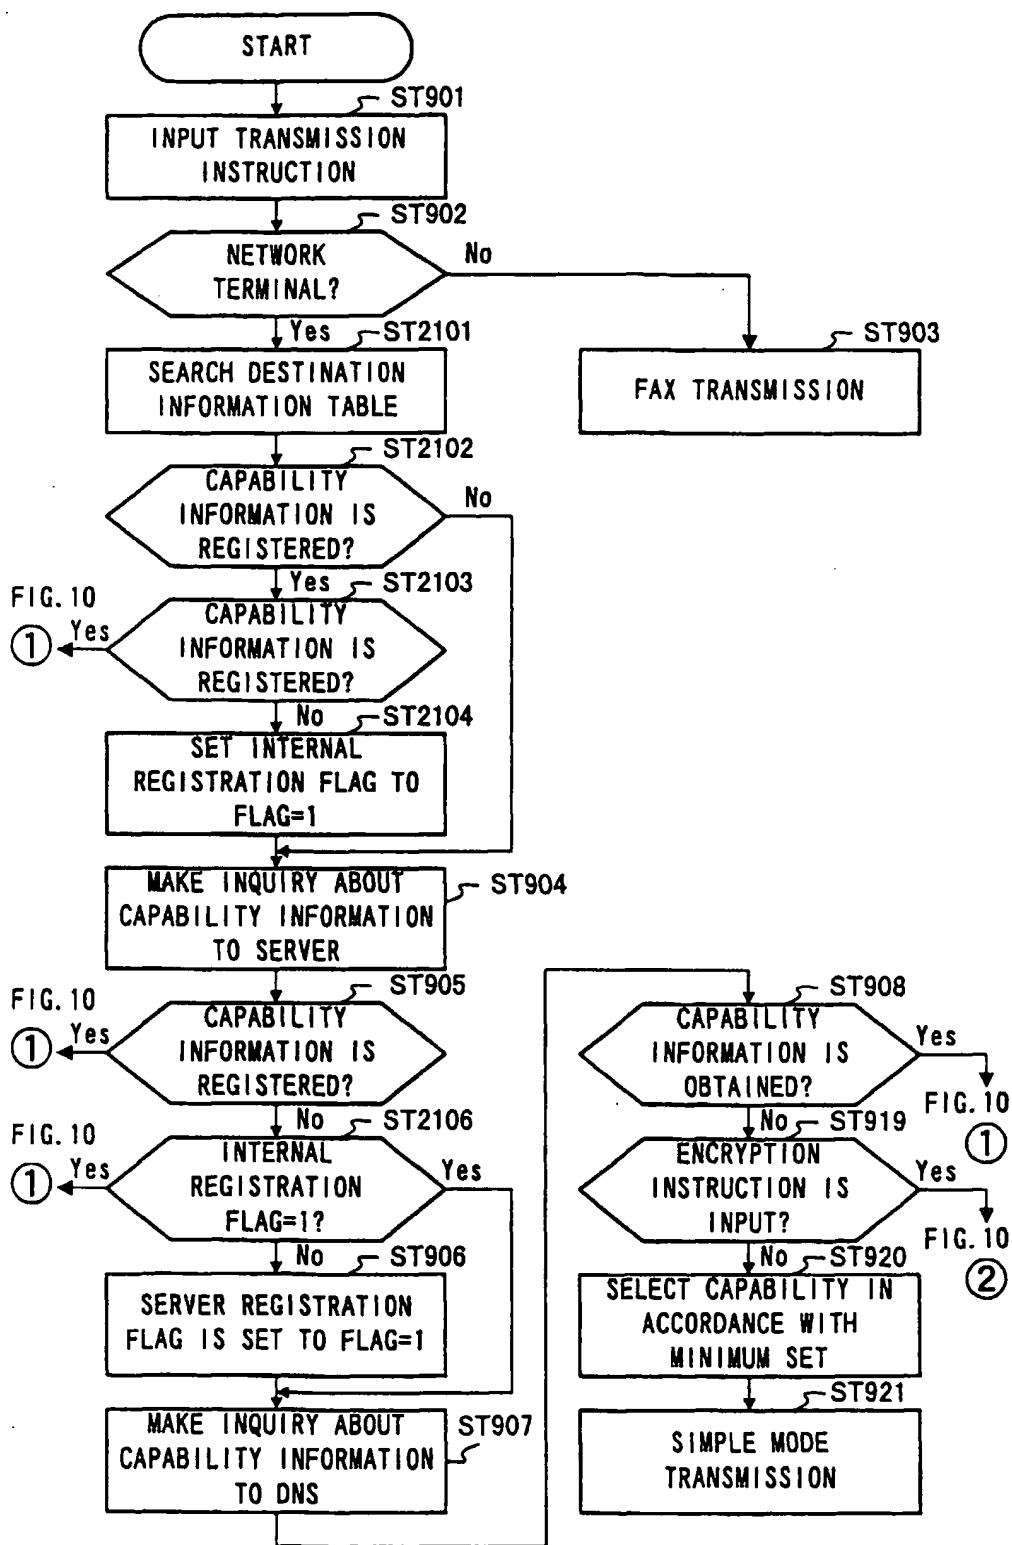 START
ST901
INPUT TRANSMISSION
INSTRUCTION
ST902
NETWORK
TERMINAL?
No
Yes
ST2101
SEARCH DESTINATION
INFORMATION TABLE
ST903
FAX TRANSMISSION
ST2102
CAPABILITY
INFORMATION IS
REGISTERED?
No
Yes
ST2103
FIG. 10
1
Yes
CAPABILITY
INFORMATION IS
REGISTERED?
No
ST2104
SET INTERNAL
REGISTRATION FLAG TO
FLAG=1
MAKE INQUIRY ABOUT
CAPABILITY INFORMATION
TO SERVER
ST904
ST905
FIG. 10
1
Yes
CAPABILITY
INFORMATION IS
REGISTERED?
No
ST2106
FIG. 10
1
Yes
INTERNAL
REGISTRATION
FLAG=1?
Yes
No
ST906
SERVER REGISTRATION
FLAG IS SET TO FLAG=1
MAKE INQUIRY ABOUT
CAPABILITY INFORMATION
TO DNS
ST907
ST908
CAPABILITY
INFORMATION IS
OBTAINED?
Yes
FIG. 10
1
No
ST919
ENCRYPTION
INSTRUCTION IS
INPUT?
Yes
FIG. 10
2
No
ST920
SELECT CAPABILITY IN
ACCORDANCE WITH
MINIMUM SET
ST921
SIMPLE MODE
TRANSMISSION